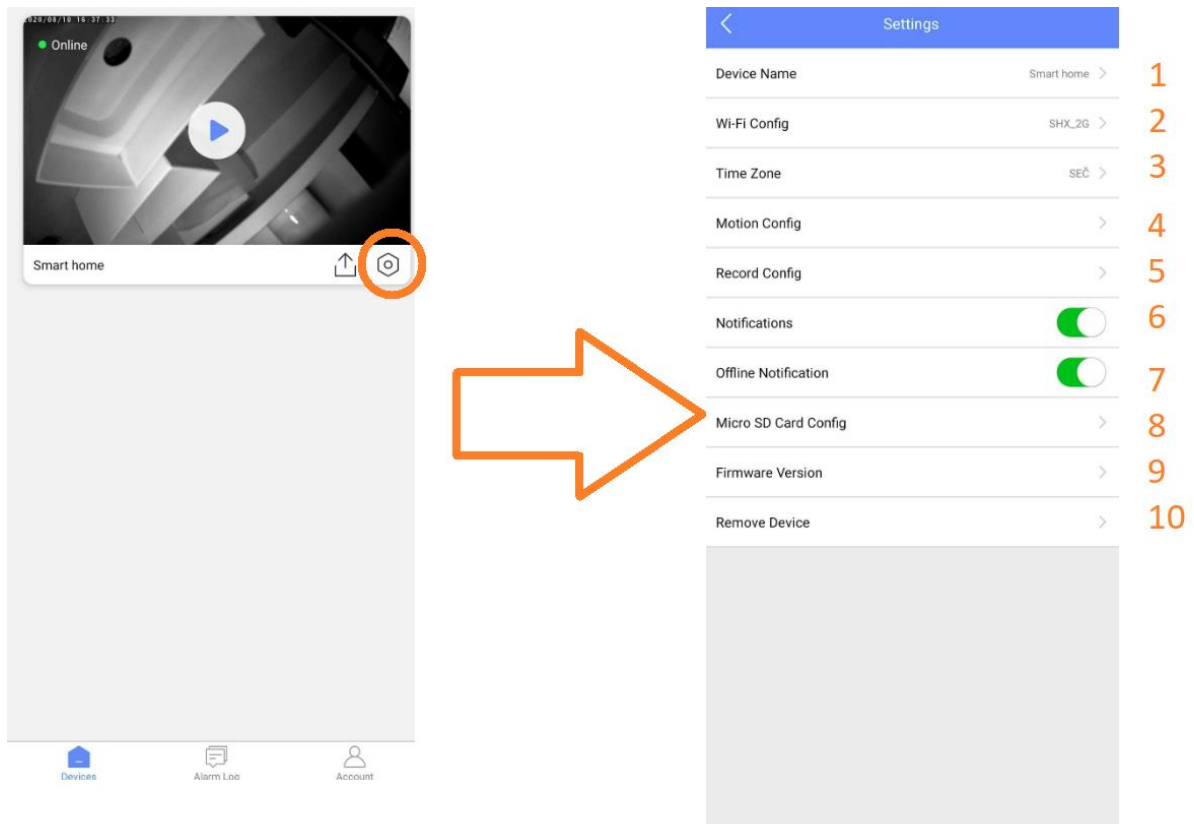 2020/08/10 16:37:33
Online
Smart home
Devices
Alarm Log
Account
Settings
Device Name Smart home 1
Wi-Fi Config SHX_2G 2
Time Zone SEČ 3
Motion Config 4
Record Config 5
Notifications 6
Offline Notification 7
Micro SD Card Config 8
Firmware Version 9
Remove Device 10